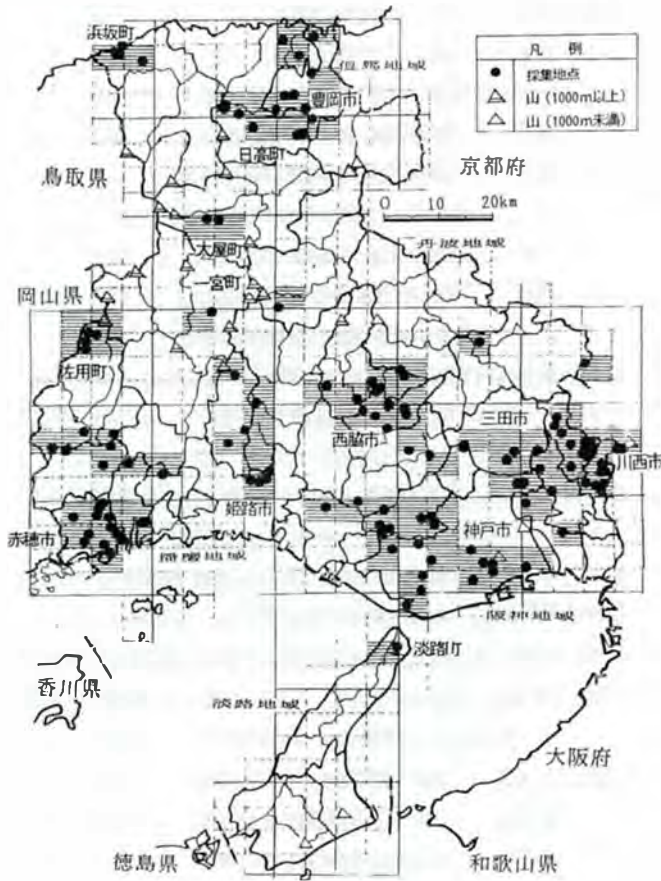 浜坂町
但馬地域
凡 例
● 採集地点
山 (1000m以上)
山 (1000m未満)
豊岡市
日高町
鳥取県
京都府
0 10 20km
大屋町
丹波地域
一宮町
岡山県
佐用町
三田市
西脇市
川西市
姫路市
神戸市
赤穂市
播磨地域
阪神地域
淡路町
香川県
淡路地域
大阪府
徳島県
和歌山県